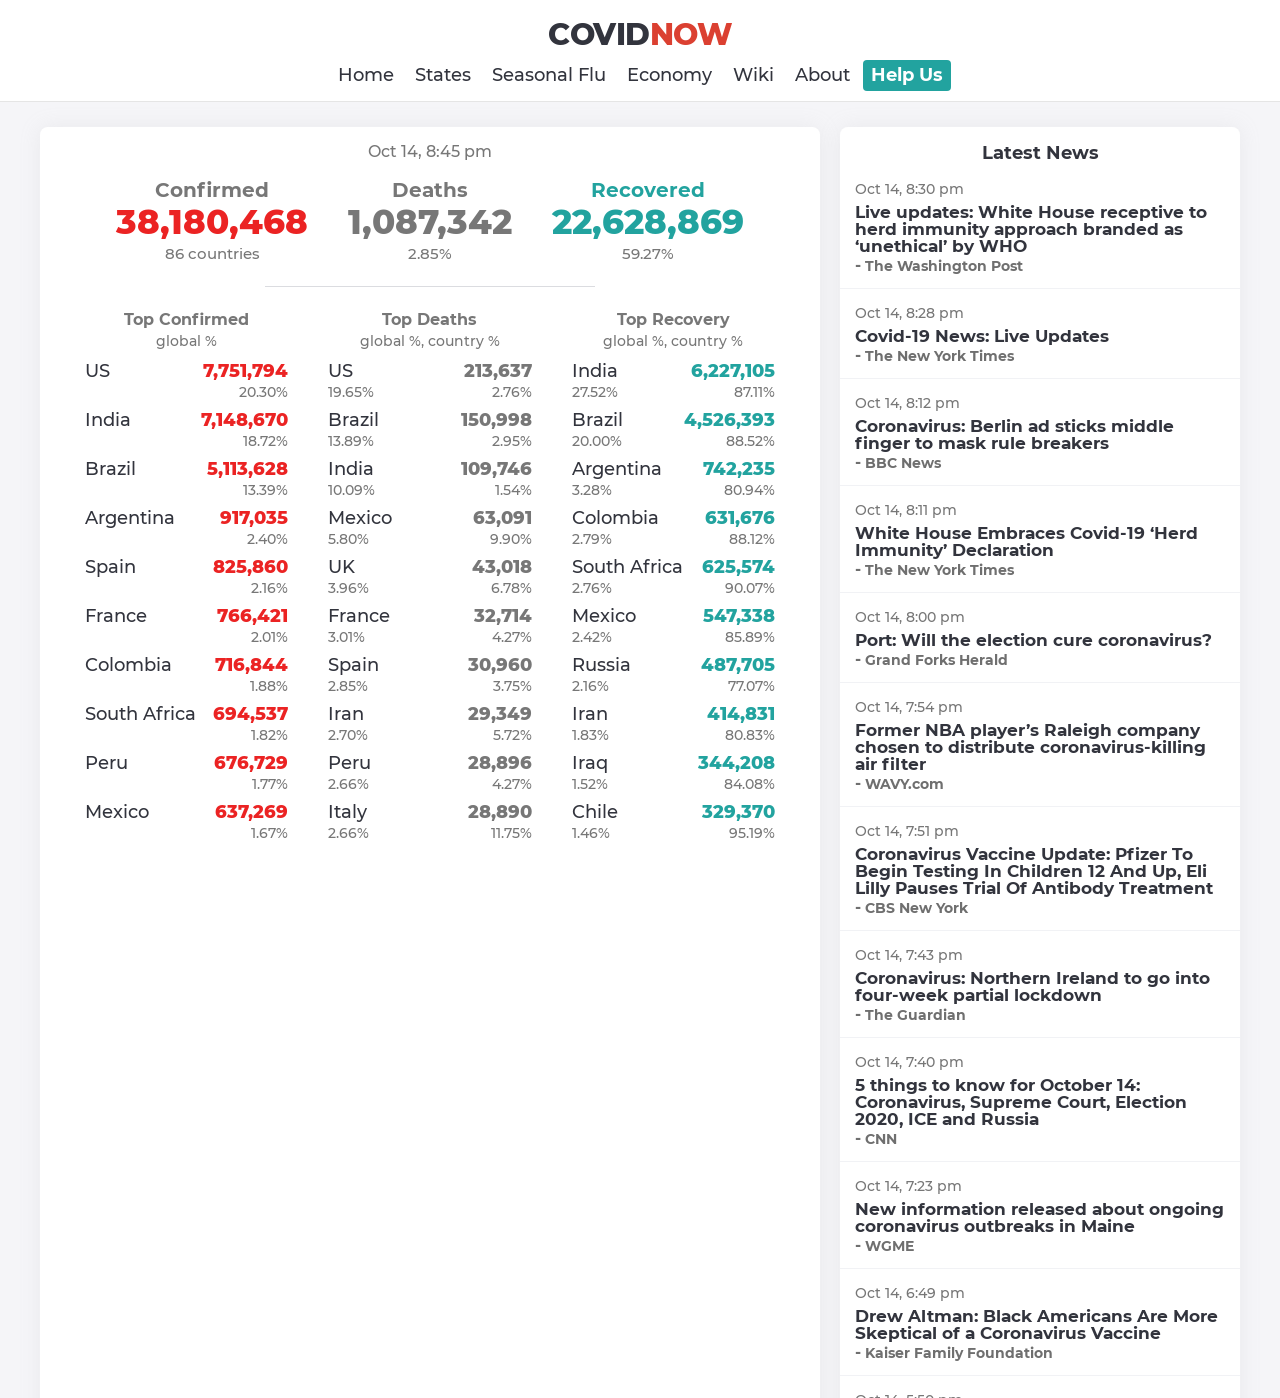 COVIDNOW
Home States Seasonal Flu Economy Wiki About Help Us
Oct 14, 8:45 pm
Confirmed Deaths Recovered
38,180,468 1,087,342 22,628,869
86 countries 2.85% 59.27%
Top Confirmed
global %
US 7,751,794
20.30%
India 7,148,670
18.72%
Brazil 5,113,628
13.39%
Argentina 917,035
2.40%
Spain 825,860
2.16%
France 766,421
2.01%
Colombia 716,844
1.88%
South Africa 694,537
1.82%
Peru 676,729
1.77%
Mexico 637,269
1.67%
Top Deaths
global %, country %
US 213,637
19.65% 2.76%
Brazil 150,998
13.89% 2.95%
India 109,746
10.09% 1.54%
Mexico 63,091
5.80% 9.90%
UK 43,018
3.96% 6.78%
France 32,714
3.01% 4.27%
Spain 30,960
2.85% 3.75%
Iran 29,349
2.70% 5.72%
Peru 28,896
2.66% 4.27%
Italy 28,890
2.66% 11.75%
Top Recovery
global %, country %
India 6,227,105
27.52% 87.11%
Brazil 4,526,393
20.00% 88.52%
Argentina 742,235
3.28% 80.94%
Colombia 631,676
2.79% 88.12%
South Africa 625,574
2.76% 90.07%
Mexico 547,338
2.42% 85.89%
Russia 487,705
2.16% 77.07%
Iran 414,831
1.83% 80.83%
Iraq 344,208
1.52% 84.08%
Chile 329,370
1.46% 95.19%
Latest News
Oct 14, 8:30 pm
Live updates: White House receptive to
herd immunity approach branded as
‘unethical’ by WHO
- The Washington Post
Oct 14, 8:28 pm
Covid-19 News: Live Updates
- The New York Times
Oct 14, 8:12 pm
Coronavirus: Berlin ad sticks middle
finger to mask rule breakers
- BBC News
Oct 14, 8:11 pm
White House Embraces Covid-19 ‘Herd
Immunity’ Declaration
- The New York Times
Oct 14, 8:00 pm
Port: Will the election cure coronavirus?
- Grand Forks Herald
Oct 14, 7:54 pm
Former NBA player’s Raleigh company
chosen to distribute coronavirus-killing
air filter
- WAVY.com
Oct 14, 7:51 pm
Coronavirus Vaccine Update: Pfizer To
Begin Testing In Children 12 And Up, Eli
Lilly Pauses Trial Of Antibody Treatment
- CBS New York
Oct 14, 7:43 pm
Coronavirus: Northern Ireland to go into
four-week partial lockdown
- The Guardian
Oct 14, 7:40 pm
5 things to know for October 14:
Coronavirus, Supreme Court, Election
2020, ICE and Russia
- CNN
Oct 14, 7:23 pm
New information released about ongoing
coronavirus outbreaks in Maine
- WGME
Oct 14, 6:49 pm
Drew Altman: Black Americans Are More
Skeptical of a Coronavirus Vaccine
- Kaiser Family Foundation